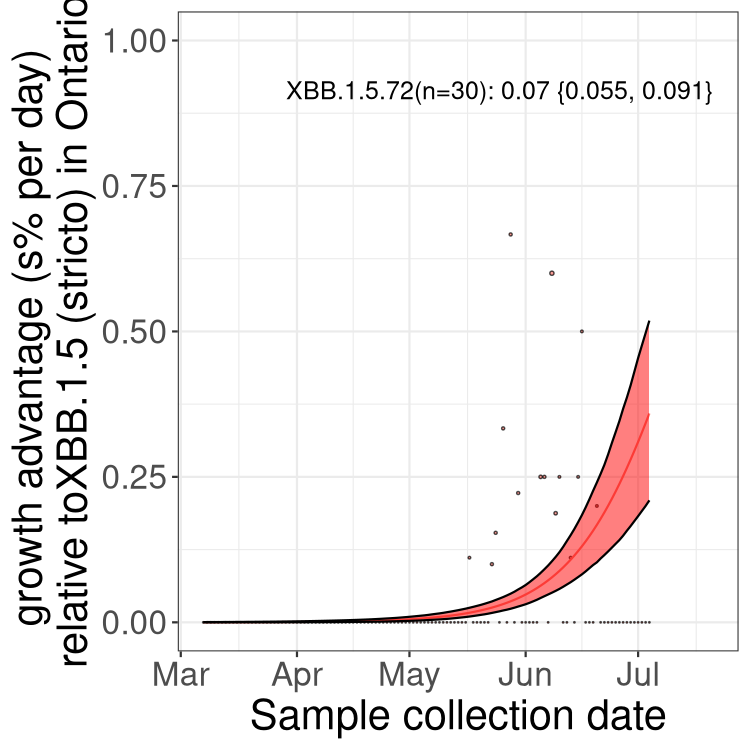 growth advantage (s% per day)
relative toXBB.1.5 (stricto) in Ontario
1.00
XBB.1.5.72(n=30): 0.07 {0.055, 0.091}
0.75
0.50
0.25
0.00
Mar Apr May Jun Jul
Sample collection date